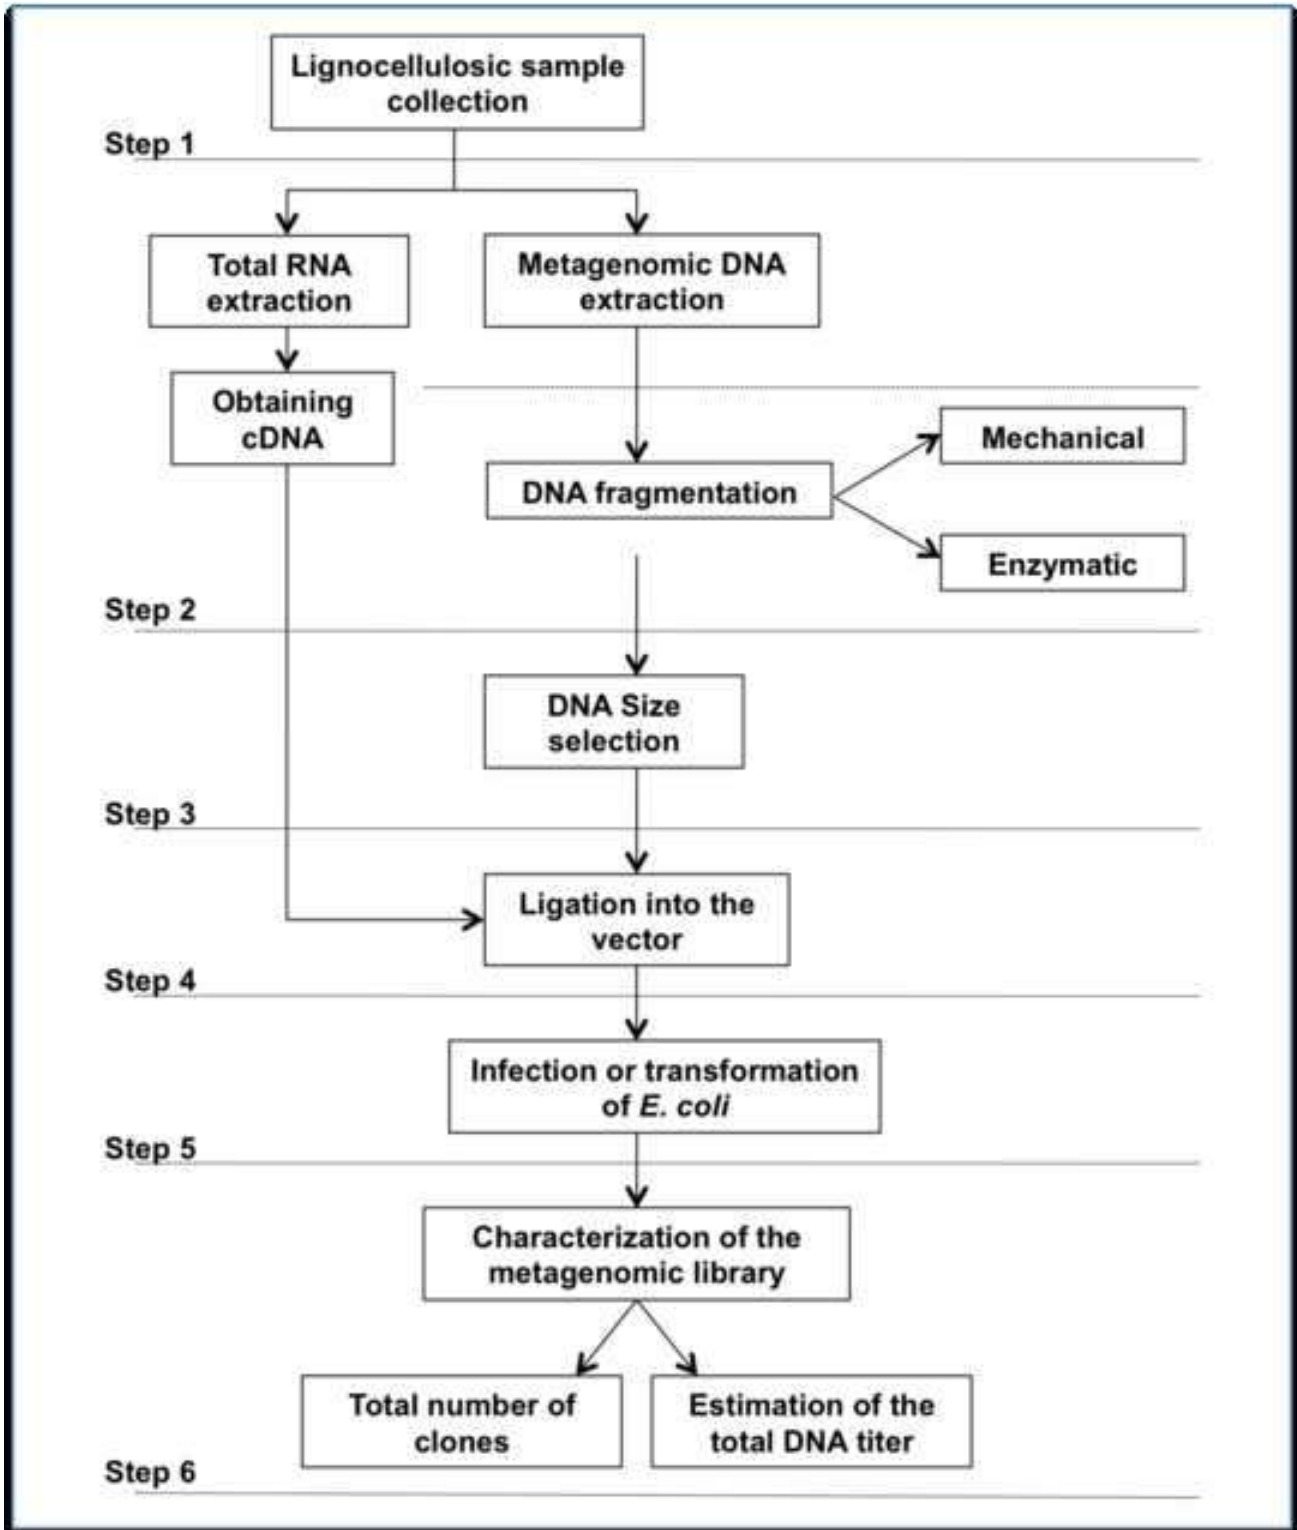 Lignocellulosic sample
collection
Step 1
Total RNA
extraction
Metagenomic DNA
extraction
Obtaining
cDNA
Mechanical
DNA fragmentation
Enzymatic
Step 2
DNA Size
selection
Step 3
Ligation into the
vector
Step 4
Infection or transformation
of E. coli
Step 5
Characterization of the
metagenomic library
Total number of
clones
Estimation of the
total DNA titer
Step 6